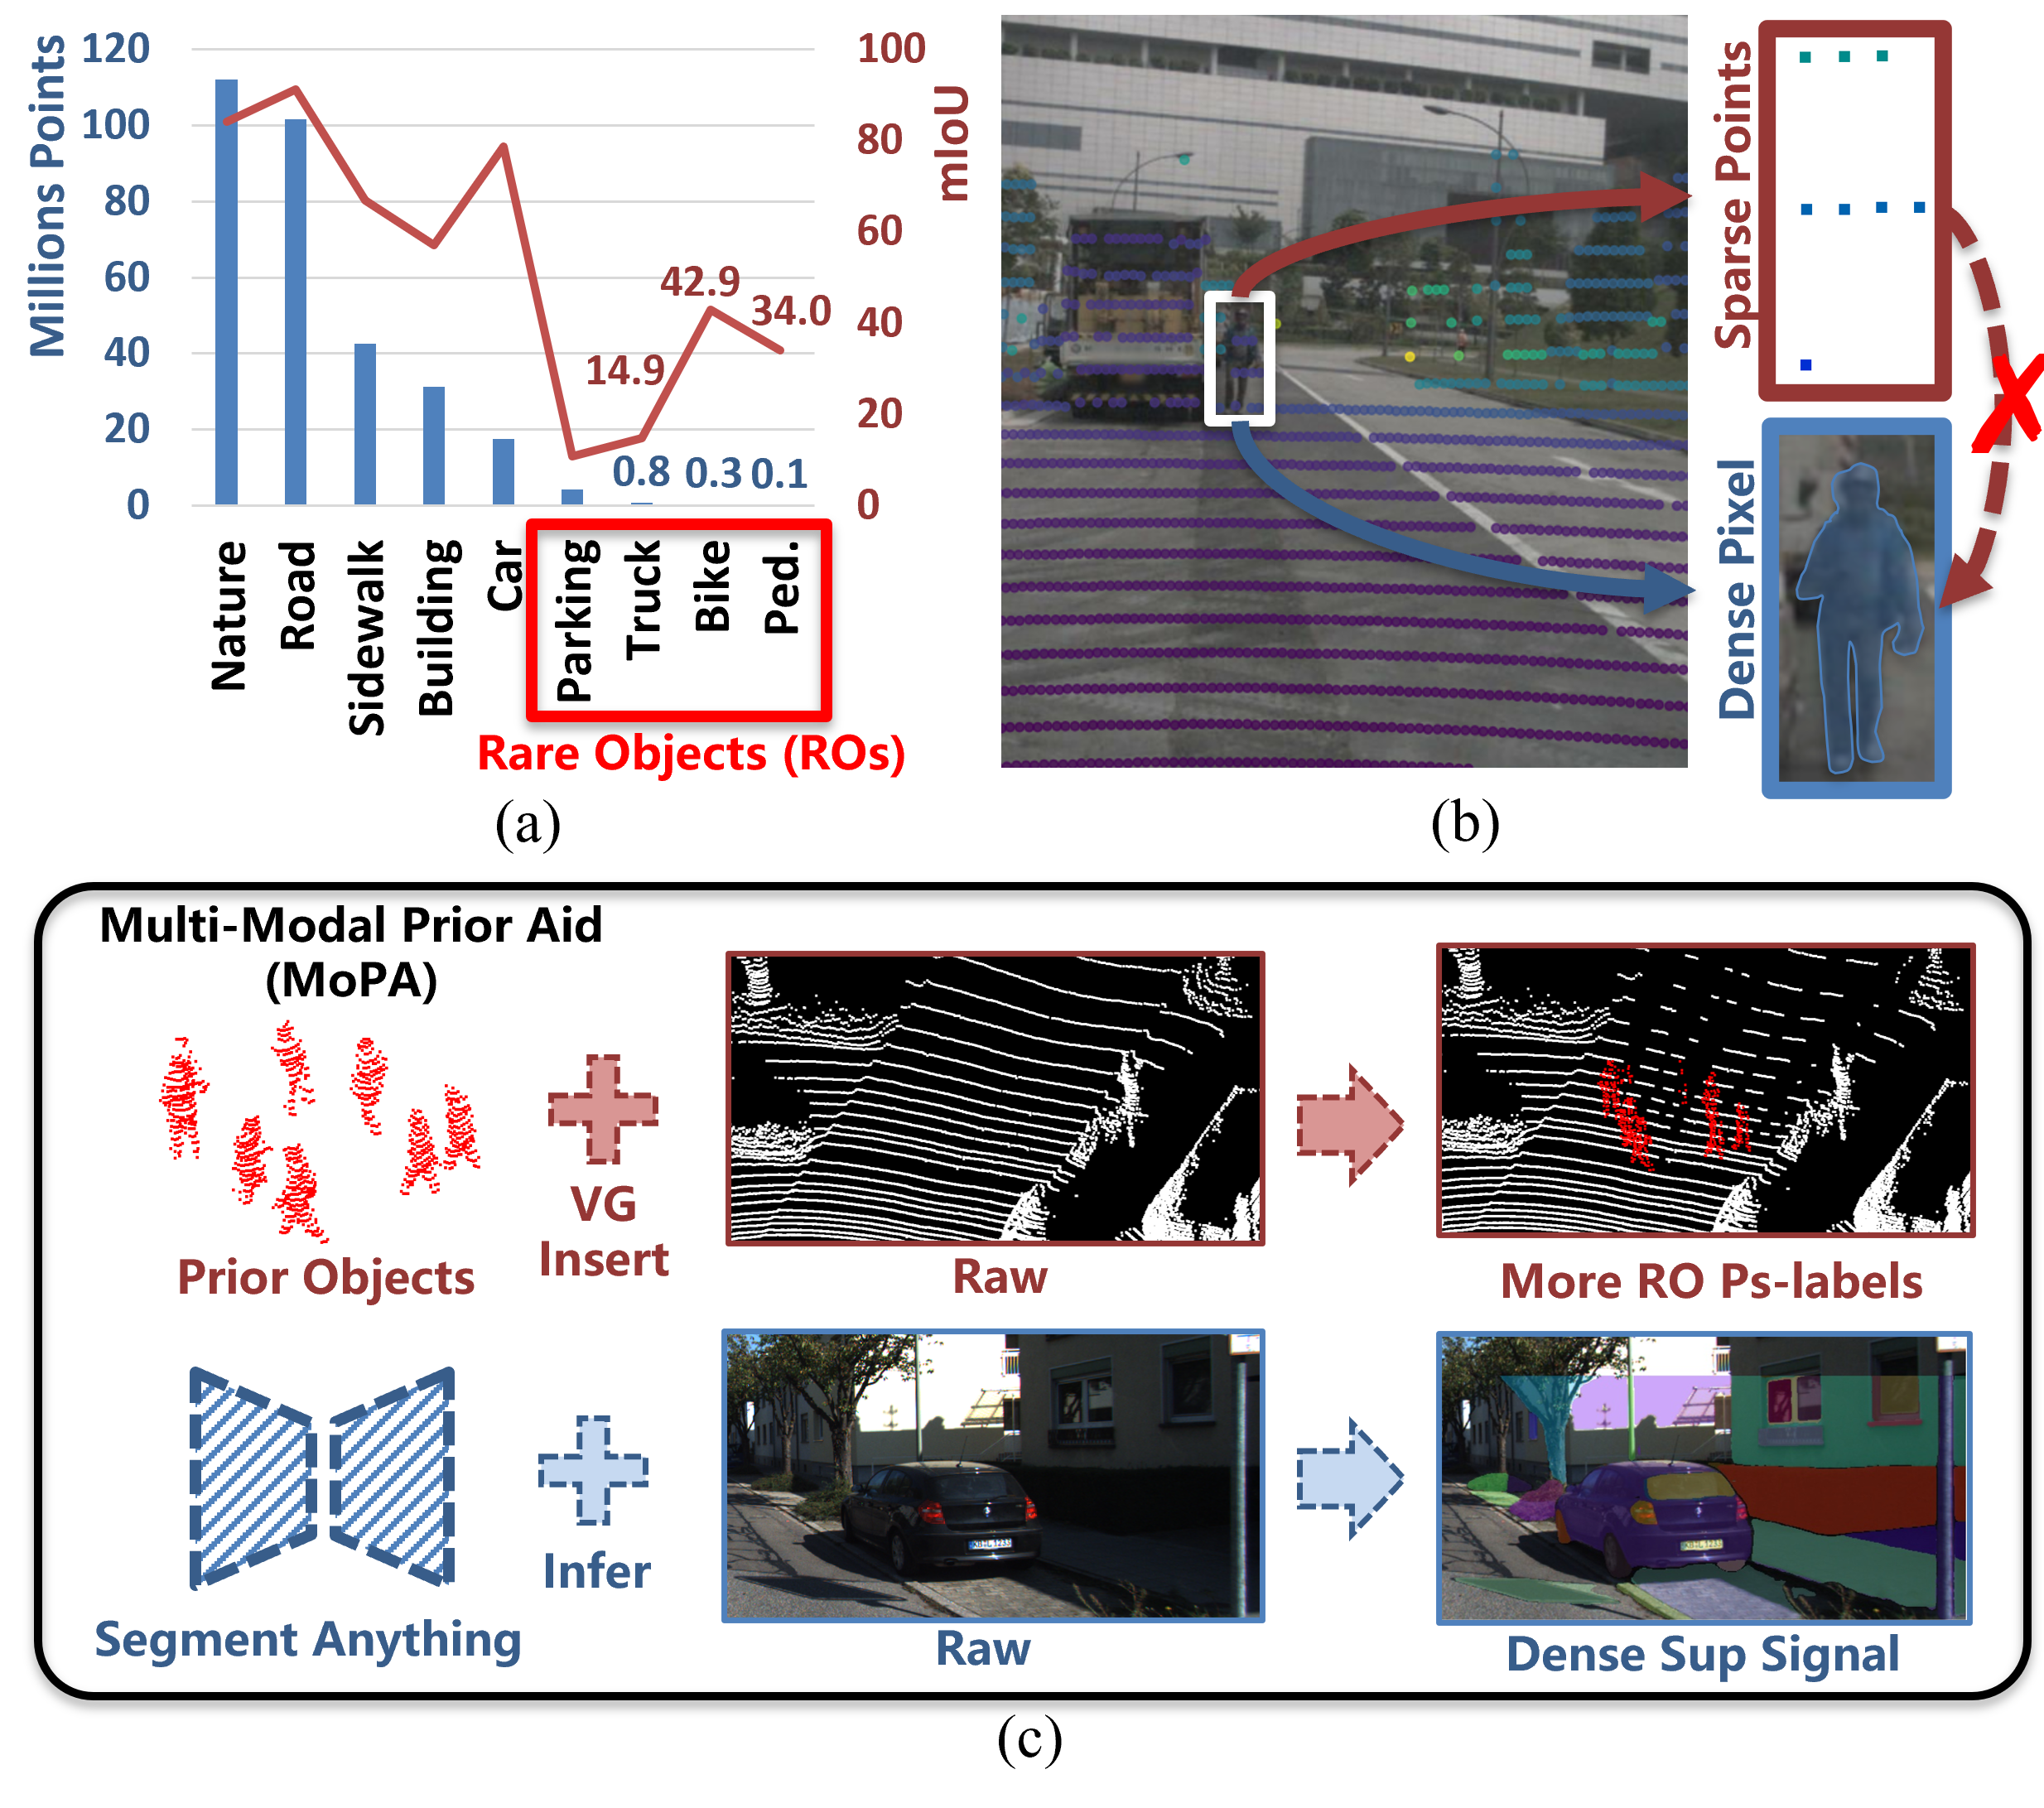 Millions Points
120
100
80
60
40
20
0
100
80
60
40
20
0
mIoU
42.9
34.0
14.9
0.8
0.3
0.1
Nature
Road
Sidewalk
Building
Car
Parking
Truck
Bike
Ped.
Rare Objects (ROs)
(a)
Sparse Points
Dense Pixel
(b)
Multi-Modal Prior Aid
(MoPA)
Prior Objects
VG
Insert
Raw
More RO Ps-labels
Segment Anything
Infer
Raw
Dense Sup Signal
(c)